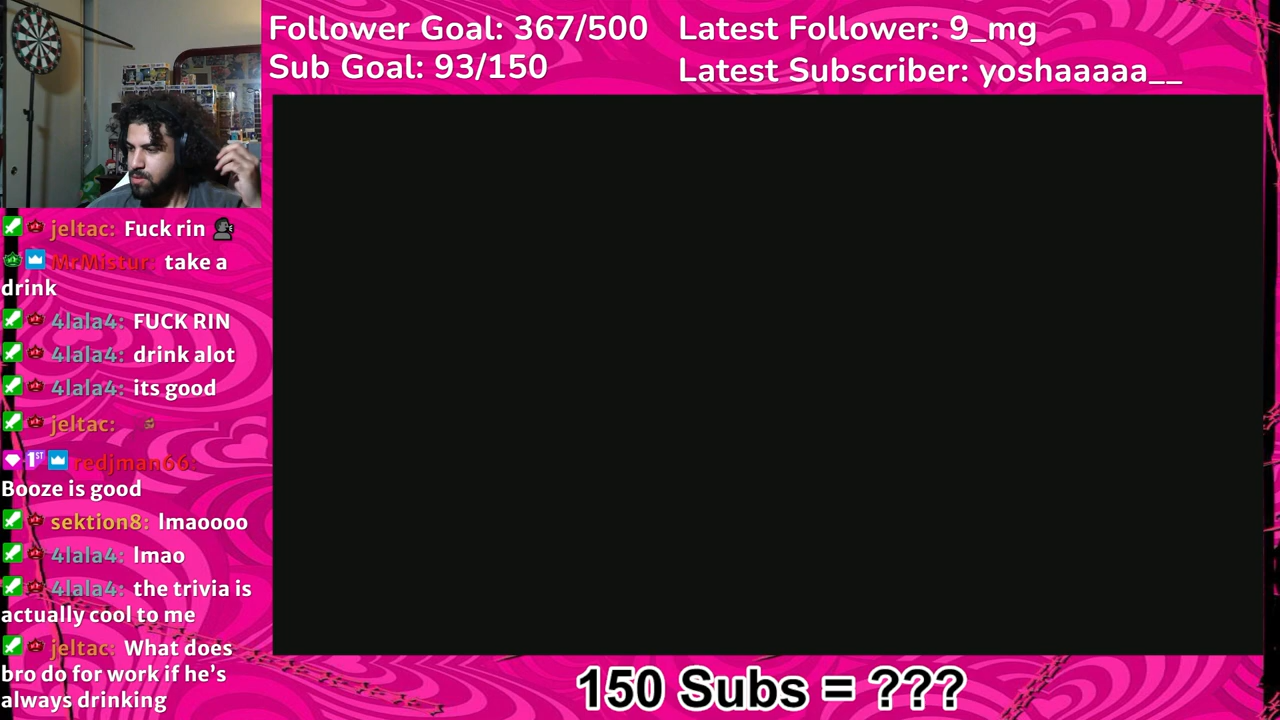 Follower Goal: 367/500
Sub Goal: 93/150
Latest Follower: 9_mg
Latest Subscriber: yoshaaaaa__
jeltac: Fuck rin
MrMistur: take a
drink
4lala4: FUCK RIN
4lala4: drink alot
4lala4: its good
jeltac:
1ST redjman66:
Booze is good
sektion8: lmaoooo
4lala4: lmao
4lala4: the trivia is
actually cool to me
jeltac: What does
bro do for work if he's
always drinking
150 Subs = ???